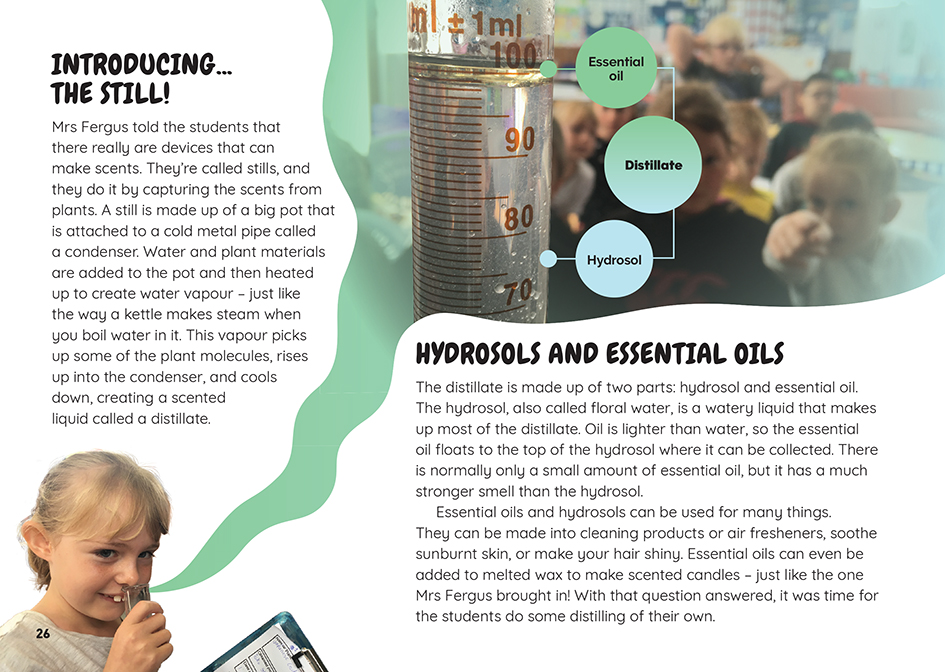 INTRODUCING...
THE STILL!
Mrs Fergus told the students that
there really are devices that can
make scents. They’re called stills, and
they do it by capturing the scents from
plants. A still is made up of a big pot that
is attached to a cold metal pipe called
a condenser. Water and plant materials
are added to the pot and then heated
up to create water vapour – just like
the way a kettle makes steam when
you boil water in it. This vapour picks
up some of the plant molecules, rises
up into the condenser, and cools
down, creating a scented
liquid called a distillate.
26
ml ± 1ml
100
90
80
70
Essential
oil
Distillate
Hydrosol
HYDROSOLS AND ESSENTIAL OILS
The distillate is made up of two parts: hydrosol and essential oil.
The hydrosol, also called floral water, is a watery liquid that makes
up most of the distillate. Oil is lighter than water, so the essential
oil floats to the top of the hydrosol where it can be collected. There
is normally only a small amount of essential oil, but it has a much
stronger smell than the hydrosol.
Essential oils and hydrosols can be used for many things.
They can be made into cleaning products or air fresheners, soothe
sunburnt skin, or make your hair shiny. Essential oils can even be
added to melted wax to make scented candles – just like the one
Mrs Fergus brought in! With that question answered, it was time for
the students do some distilling of their own.